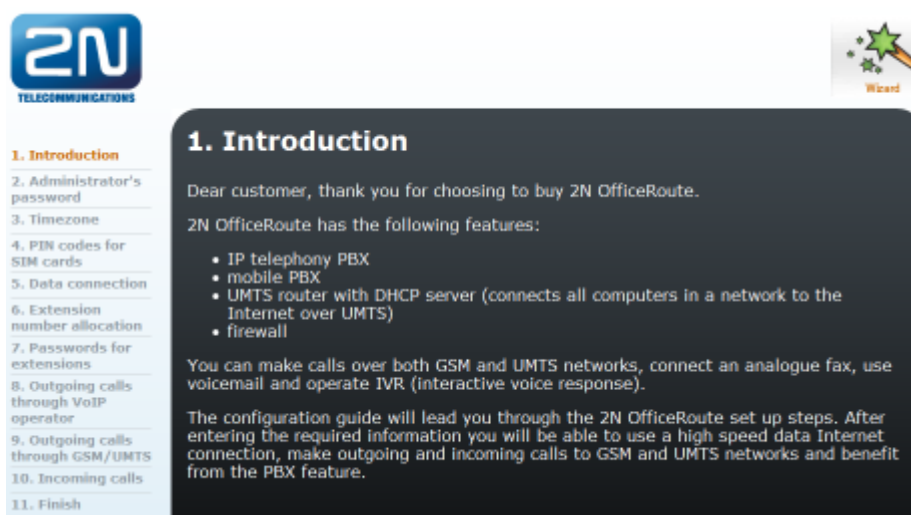 2N
TELECOMMUNICATIONS
Wizard
1. Introduction
2. Administrator's
password
3. Timezone
4. PIN codes for
SIM cards
5. Data connection
6. Extension
number allocation
7. Passwords for
extensions
8. Outgoing calls
through VoIP
operator
9. Outgoing calls
through GSM/UMTS
10. Incoming calls
11. Finish
1. Introduction
Dear customer, thank you for choosing to buy 2N OfficeRoute.
2N OfficeRoute has the following features:
• IP telephony PBX
• mobile PBX
• UMTS router with DHCP server (connects all computers in a network to the
Internet over UMTS)
• firewall
You can make calls over both GSM and UMTS networks, connect an analogue fax, use
voicemail and operate IVR (interactive voice response).
The configuration guide will lead you through the 2N OfficeRoute set up steps. After
entering the required information you will be able to use a high speed data Internet
connection, make outgoing and incoming calls to GSM and UMTS networks and benefit
from the PBX feature.